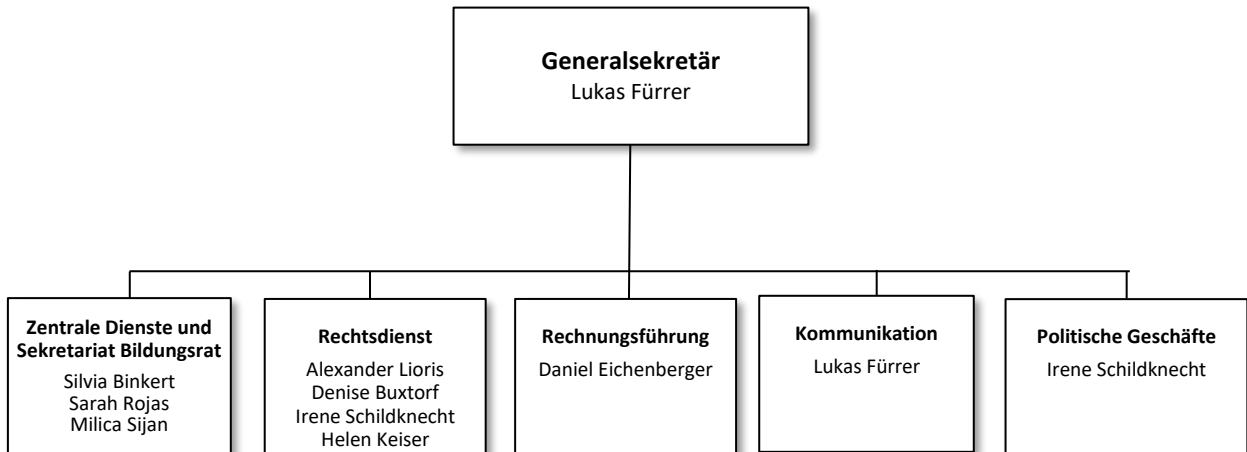 Generalsekretär
Lukas Fürrer
Zentrale Dienste und
Sekretariat Bildungsrat
Silvia Binkert
Sarah Rojas
Milica Sijan
Rechtsdienst
Alexander Lioris
Denise Buxtorf
Irene Schildknecht
Helen Keiser
Rechnungsführung
Daniel Eichenberger
Kommunikation
Lukas Fürrer
Politische Geschäfte
Irene Schildknecht